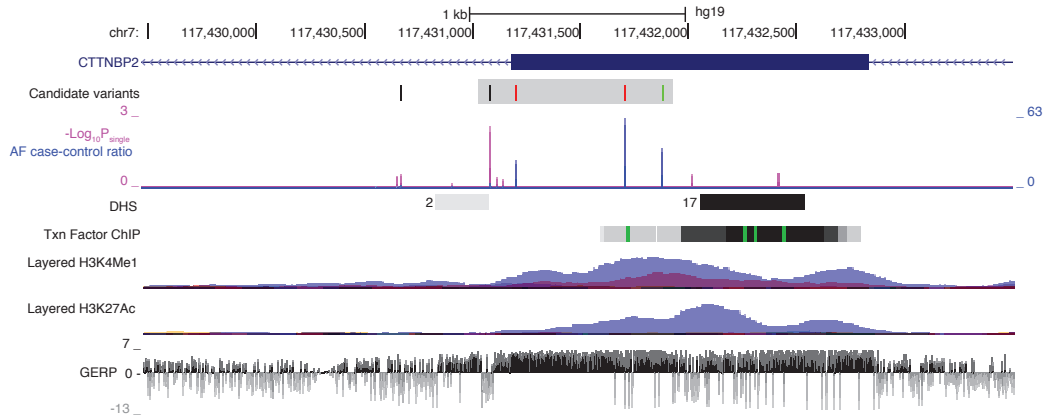 1 kb hg19
chr7: 117,430,000 117,430,500 117,431,000 117,431,500 117,432,000 117,432,500 117,433,000
CTTNBP2
Candidate variants
3 _ _ 63
-Log10Psingle
AF case-control ratio
0 _ _ 0
DHS 2 17
Txn Factor ChIP
Layered H3K4Me1
Layered H3K27Ac
7 _
GERP 0 -
-13 _